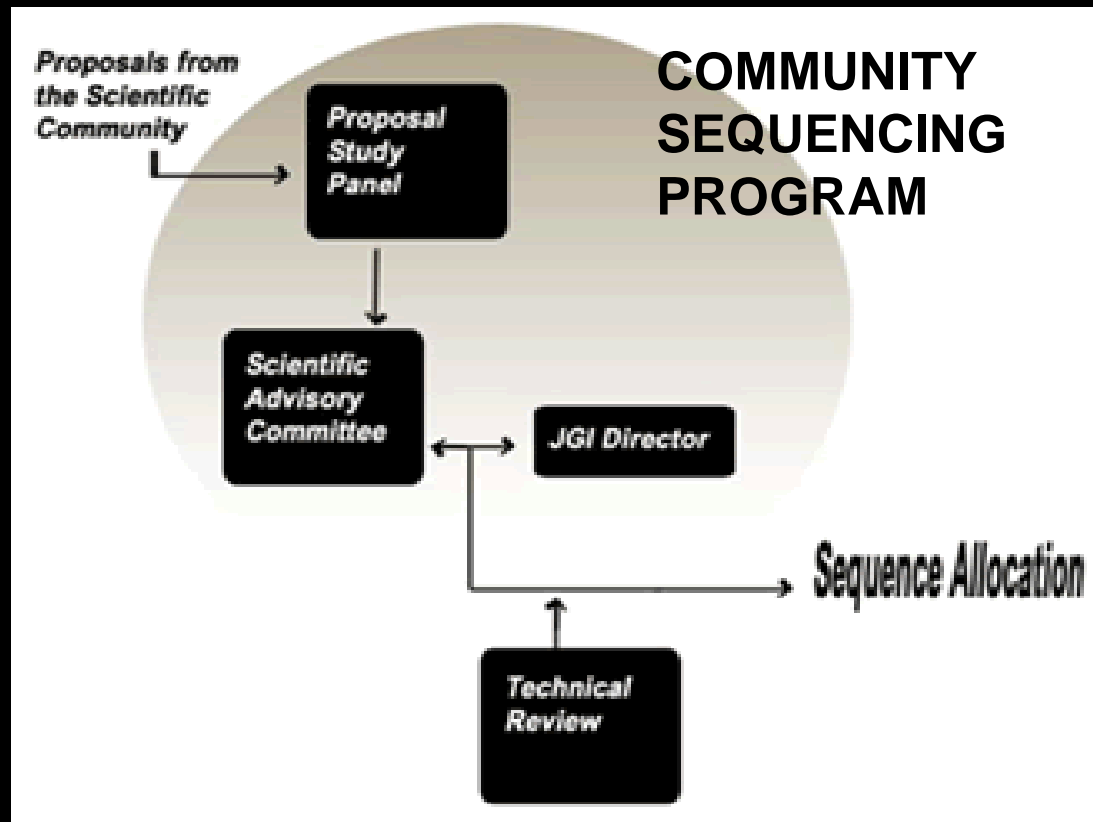 Proposals from
the Scientific
Community
COMMUNITY
SEQUENCING
PROGRAM
Proposal
Study
Panel
Scientific
Advisory
Committee
JGI Director
Sequence Allocation
Technical
Review